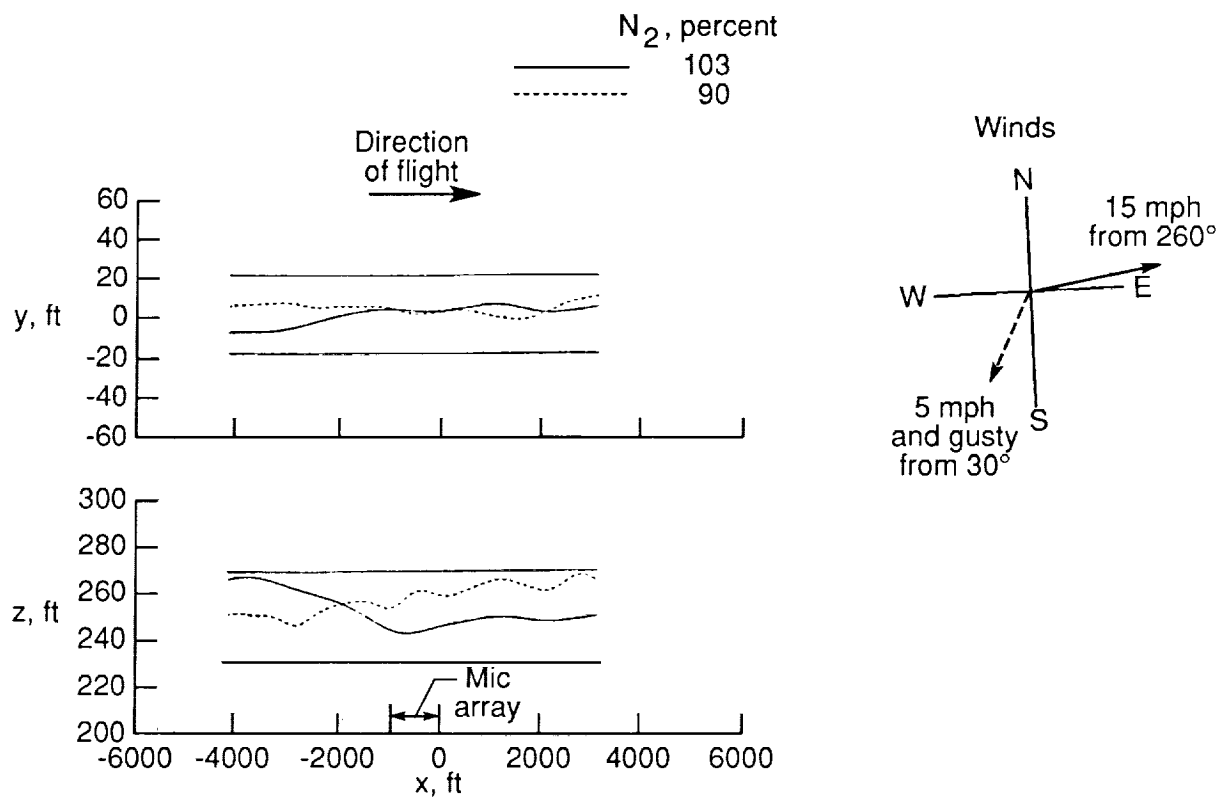 N2, percent
103
90
Direction
of flight
60
40
20
0
-20
-40
-60
y, ft
Winds
N
15 mph
from 260°
W
E
5 mph
and gusty
from 30°
S
300
280
260
240
220
200
z, ft
Mic
array
-6000 -4000 -2000 0 2000 4000 6000
x, ft